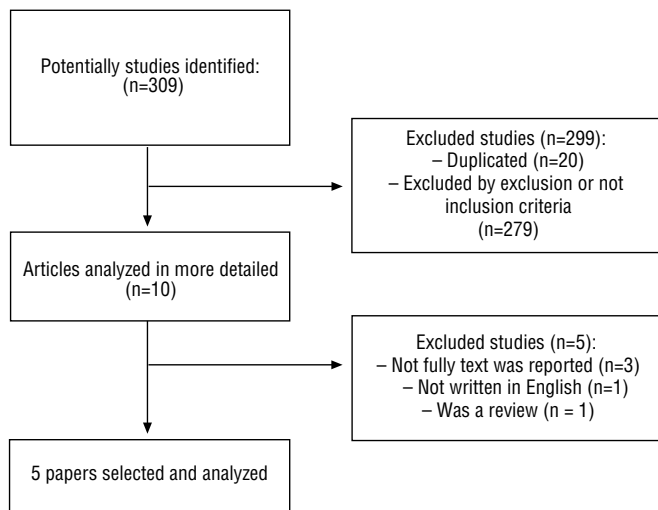 Potentially studies identified:
(n=309)
Excluded studies (n=299):
– Duplicated (n=20)
– Excluded by exclusion or not
inclusion criteria
(n=279)
Articles analyzed in more detailed
(n=10)
Excluded studies (n=5):
– Not fully text was reported (n=3)
– Not written in English (n=1)
– Was a review (n = 1)
5 papers selected and analyzed